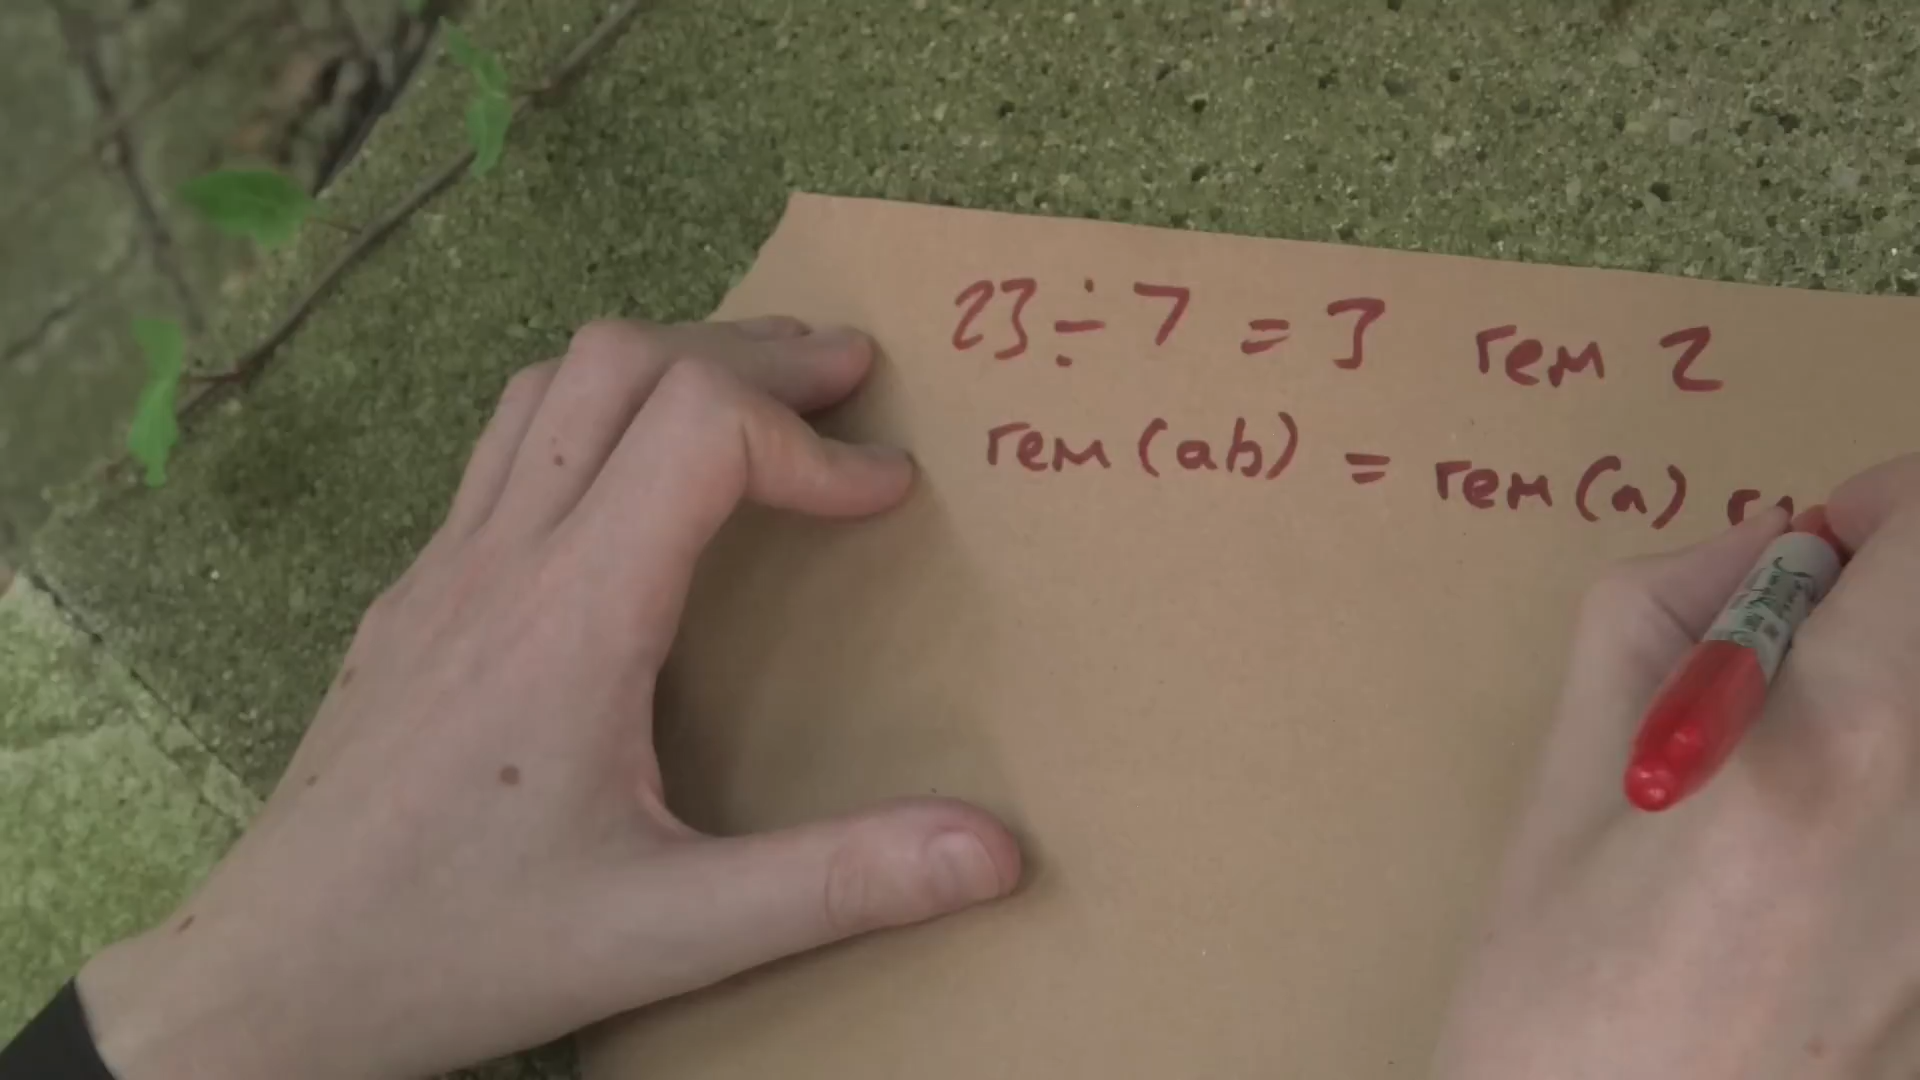 23 ÷ 7 = 3 rem 2
rem (ab) = rem (a)